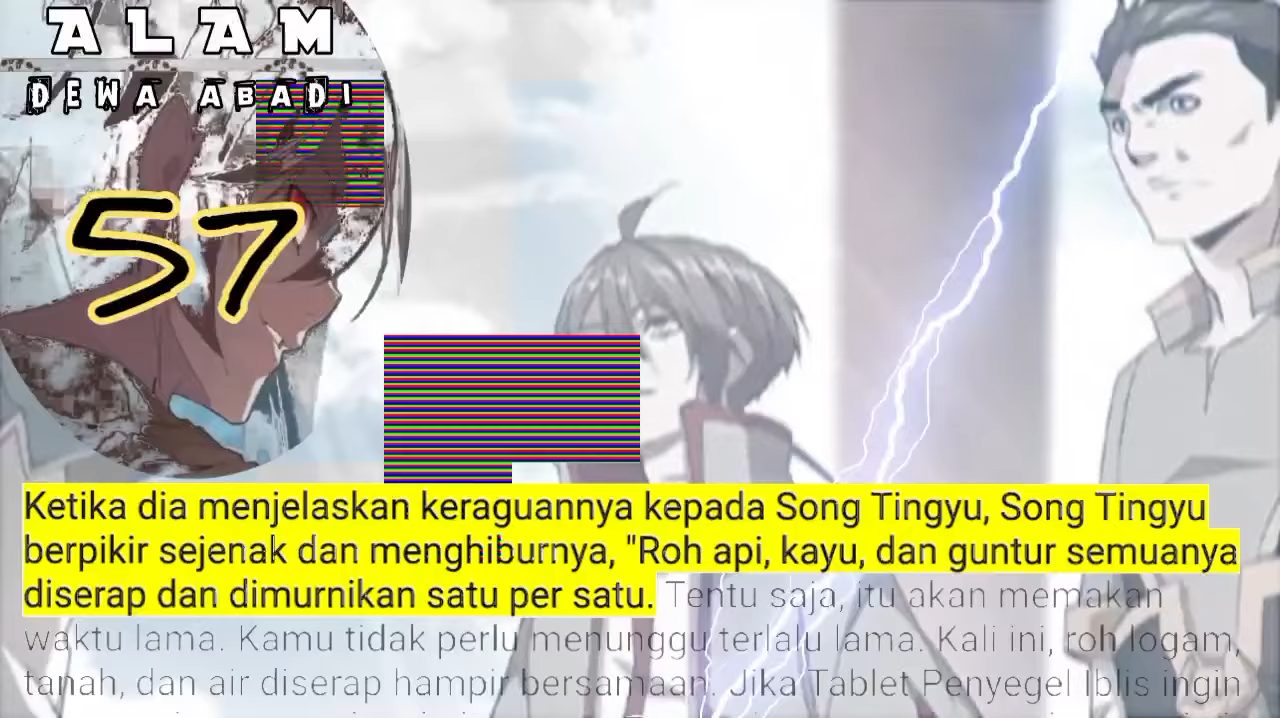 ALAM
DEWA ABADI
57
Ketika dia menjelaskan keraguannya kepada Song Tingyu, Song Tingyu
berpikir sejenak dan menghiburnya, "Roh api, kayu, dan guntur semuanya
diserap dan dimurnikan satu per satu. Tentu saja, itu akan memakan
waktu lama. Kamu tidak perlu menunggu terlalu lama. Kali ini, roh logam,
tanah, dan air diserap hampir bersamaan. Jika Tablet Penyegel Iblis ingin